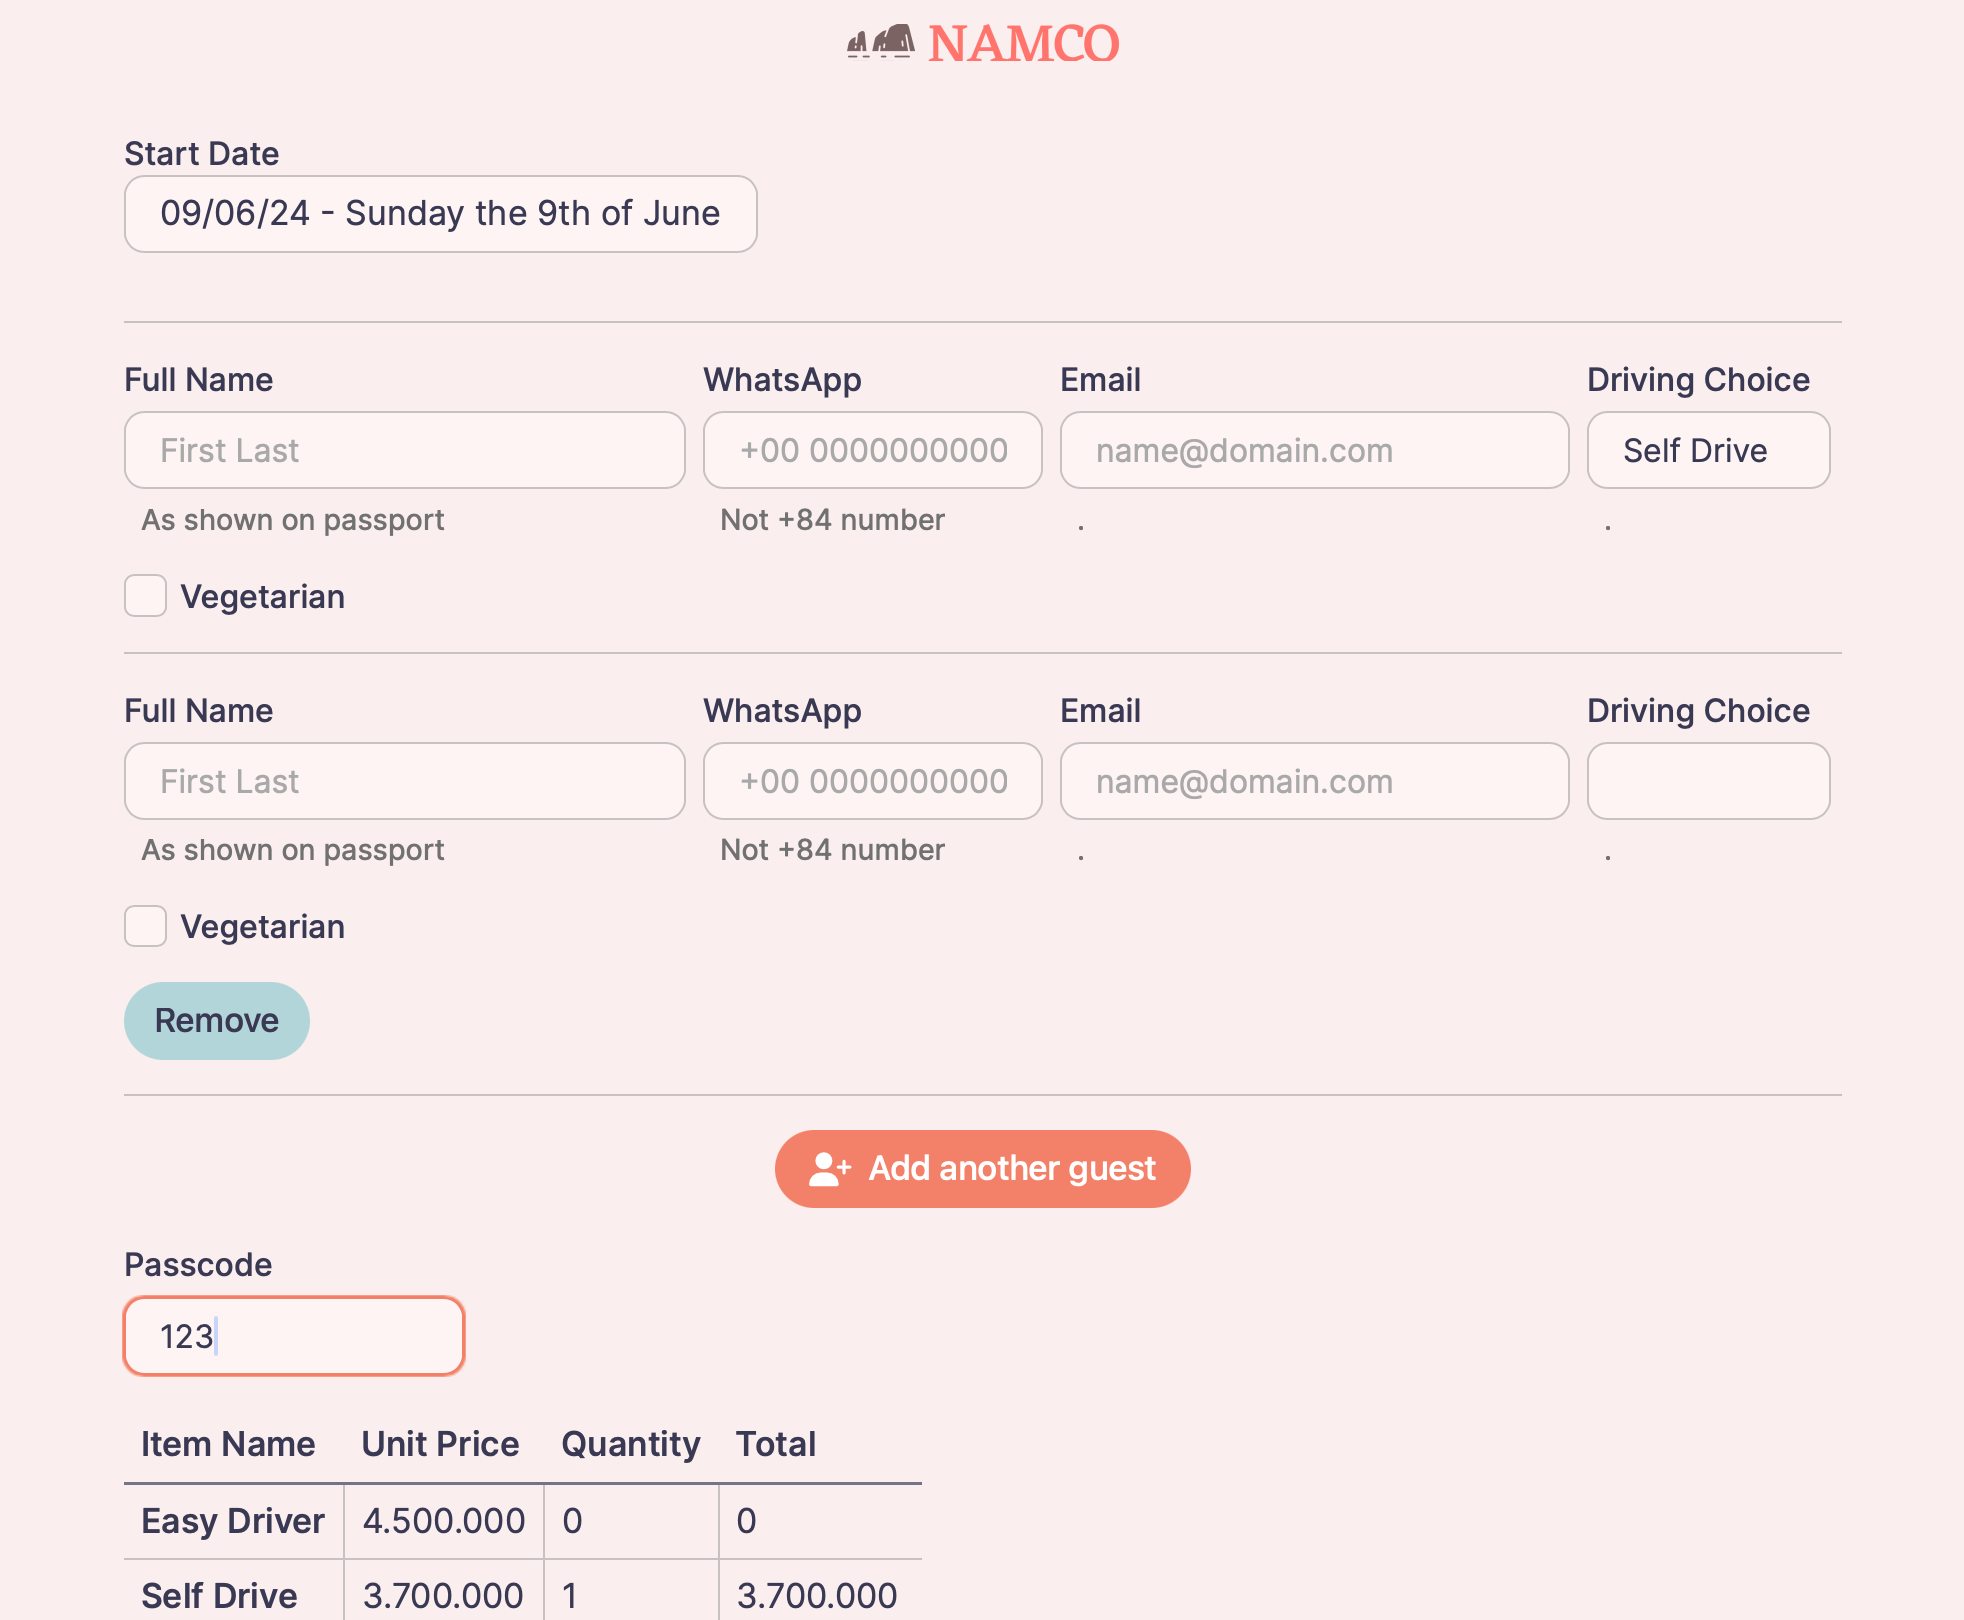 NAMCO
Start Date
09/06/24 - Sunday the 9th of June
Full Name WhatsApp Email Driving Choice
First Last +00 0000000000 name@domain.com Self Drive
As shown on passport Not +84 number . .
Vegetarian
Full Name WhatsApp Email Driving Choice
First Last +00 0000000000 name@domain.com
As shown on passport Not +84 number . .
Vegetarian
Remove
Add another guest
Passcode
123
Item Name Unit Price Quantity Total
Easy Driver 4.500.000 0 0
Self Drive 3.700.000 1 3.700.000